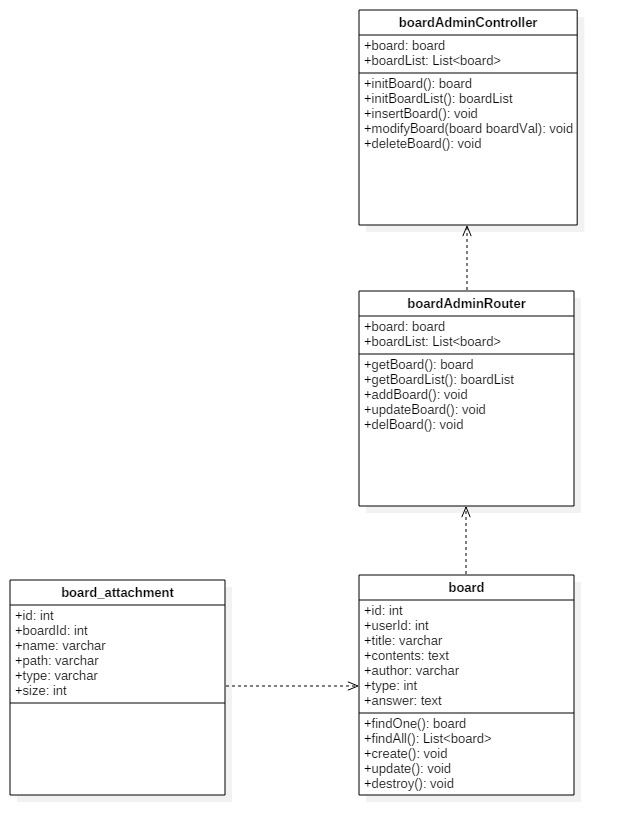 boardAdminController
+board: board
+boardList: List<board>
+initBoard(): board
+initBoardList(): boardList
+insertBoard(): void
+modifyBoard(board boardVal): void
+deleteBoard(): void
boardAdminRouter
+board: board
+boardList: List<board>
+getBoard(): board
+getBoardList(): boardList
+addBoard(): void
+updateBoard(): void
+delBoard(): void
board_attachment
+id: int
+boardId: int
+name: varchar
+path: varchar
+type: varchar
+size: int
board
+id: int
+userId: int
+title: varchar
+contents: text
+author: varchar
+type: int
+answer: text
+findOne(): board
+findAll(): List<board>
+create(): void
+update(): void
+destroy(): void